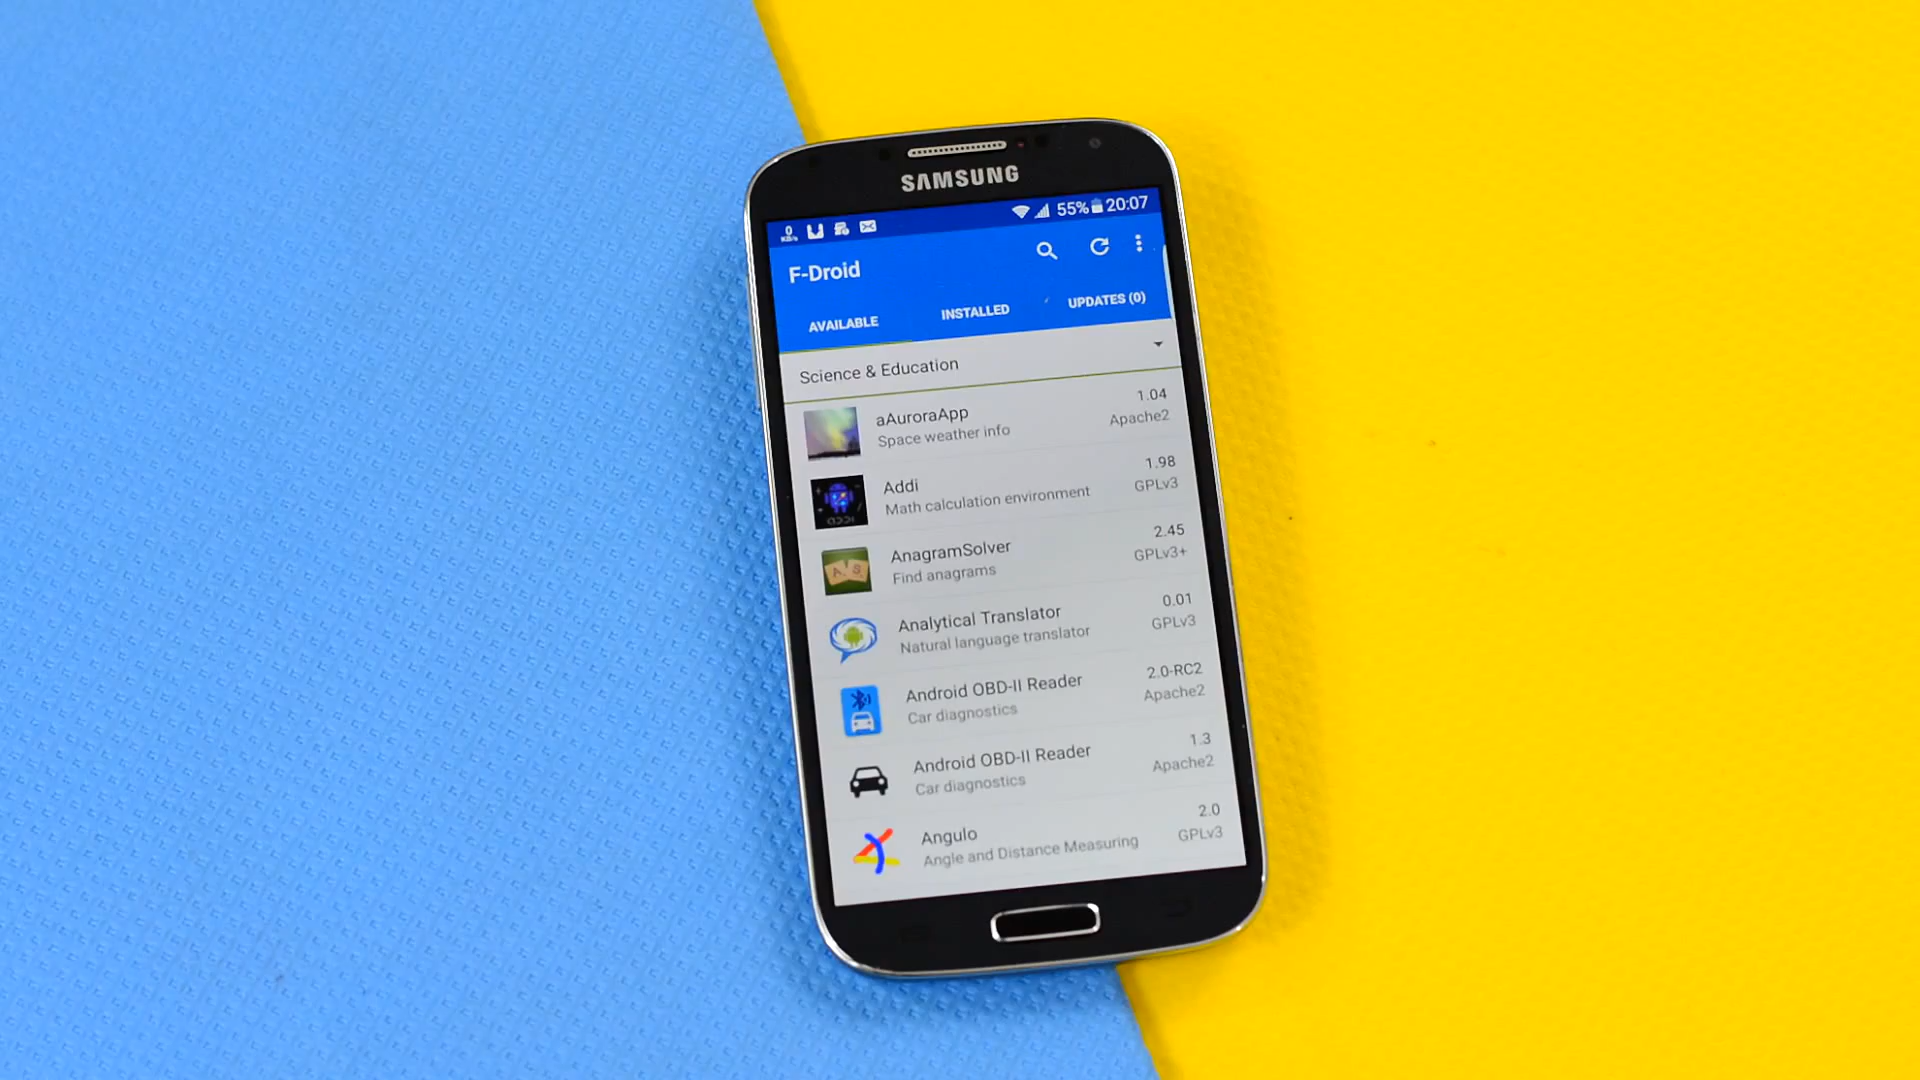 SAMSUNG
0 KB/s 55% 20:07
F-Droid
AVAILABLE INSTALLED UPDATES (0)
Science & Education
aAuroraApp 1.04
Space weather info Apache2
Addi 1.98
Math calculation environment GPLv3
AnagramSolver 2.45
Find anagrams GPLv3+
Analytical Translator 0.01
Natural language translator GPLv3
Android OBD-II Reader 2.0-RC2
Car diagnostics Apache2
Android OBD-II Reader 1.3
Car diagnostics Apache2
Angulo 2.0
Angle and Distance Measuring GPLv3